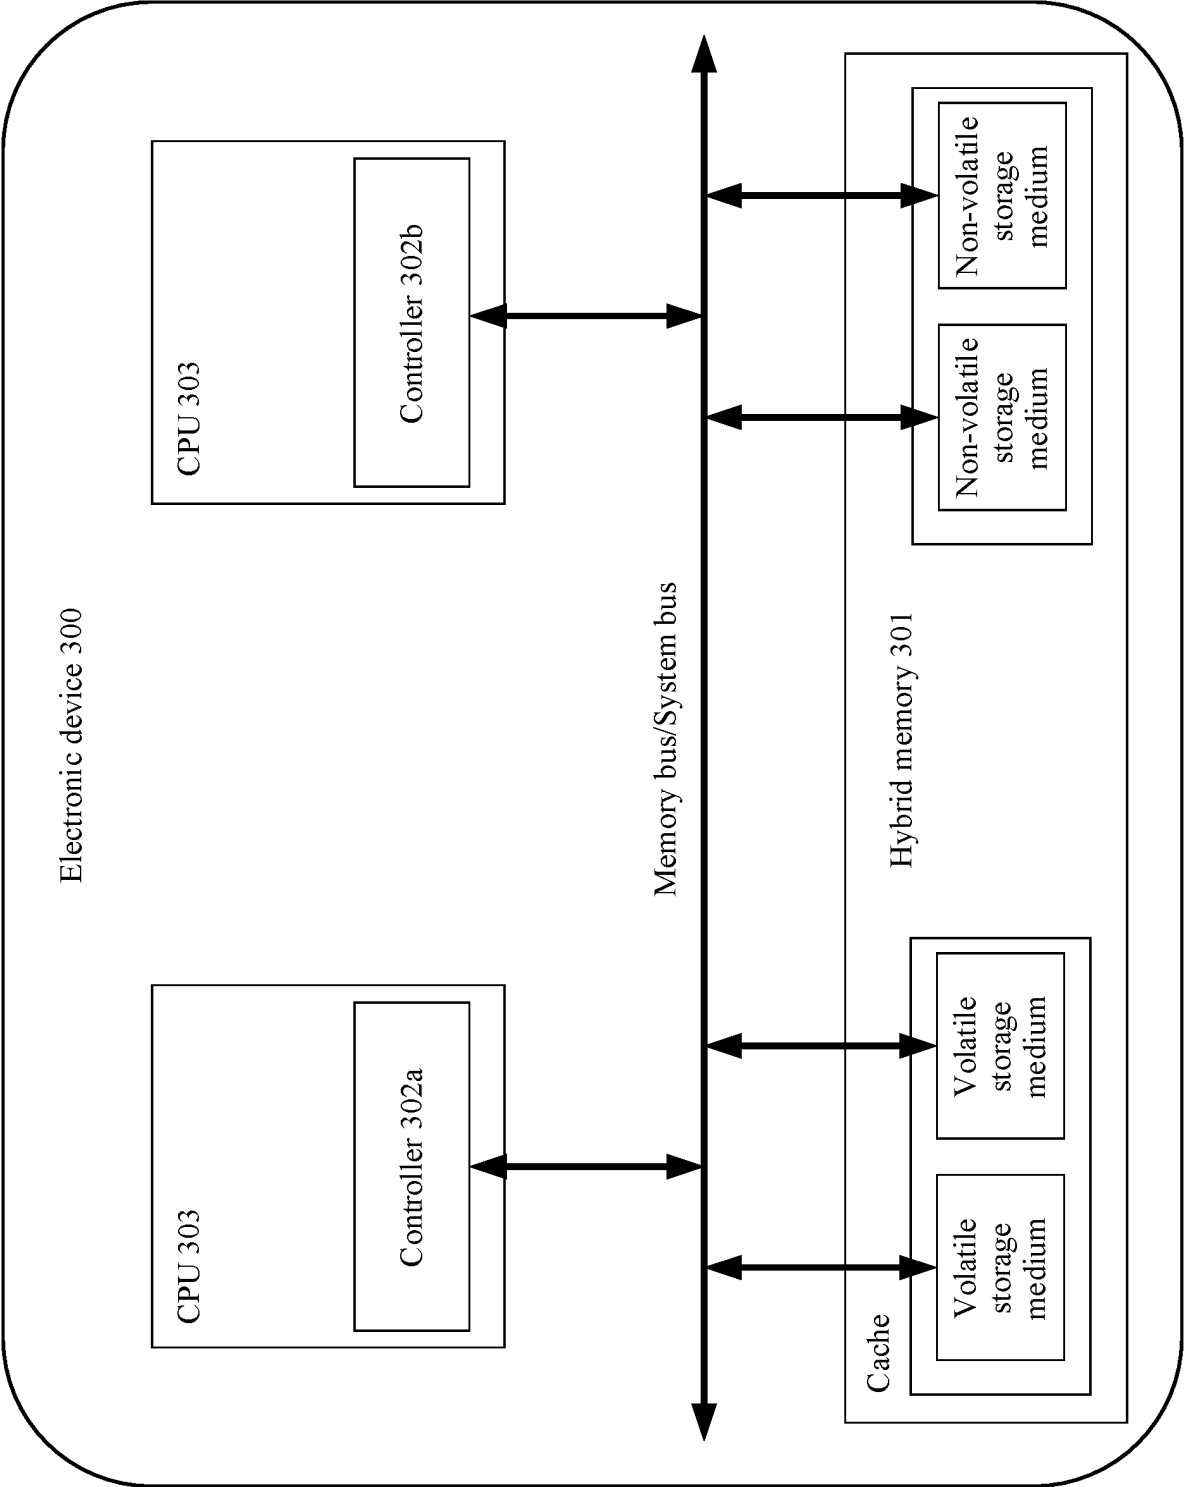 Electronic device 300
CPU 303
CPU 303
Controller 302a
Controller 302b
Memory bus/System bus
Cache
Hybrid memory 301
Volatile
storage
medium
Volatile
storage
medium
Non-volatile
storage
medium
Non-volatile
storage
medium